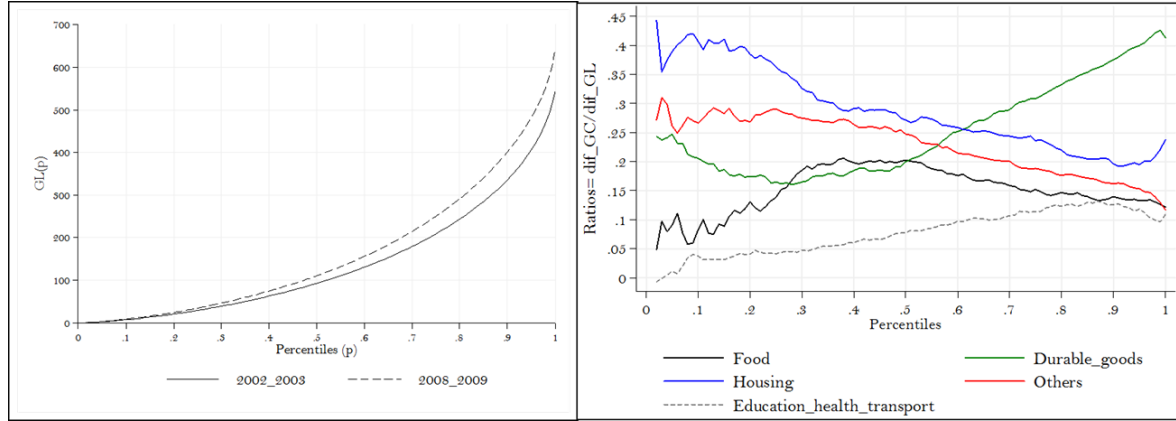 700
600
500
400
300
200
100
0
GL(p)
0 .1 .2 .3 .4 .5 .6 .7 .8 .9 1
Percentiles (p)
2002_2003 2008_2009
.45
.4
.35
.3
.25
.2
.15
.1
.05
0
Ratios= dif_GC/dif_GL
0 .1 .2 .3 .4 .5 .6 .7 .8 .9 1
Percentiles
Food Durable_goods
Housing Others
Education_health_transport